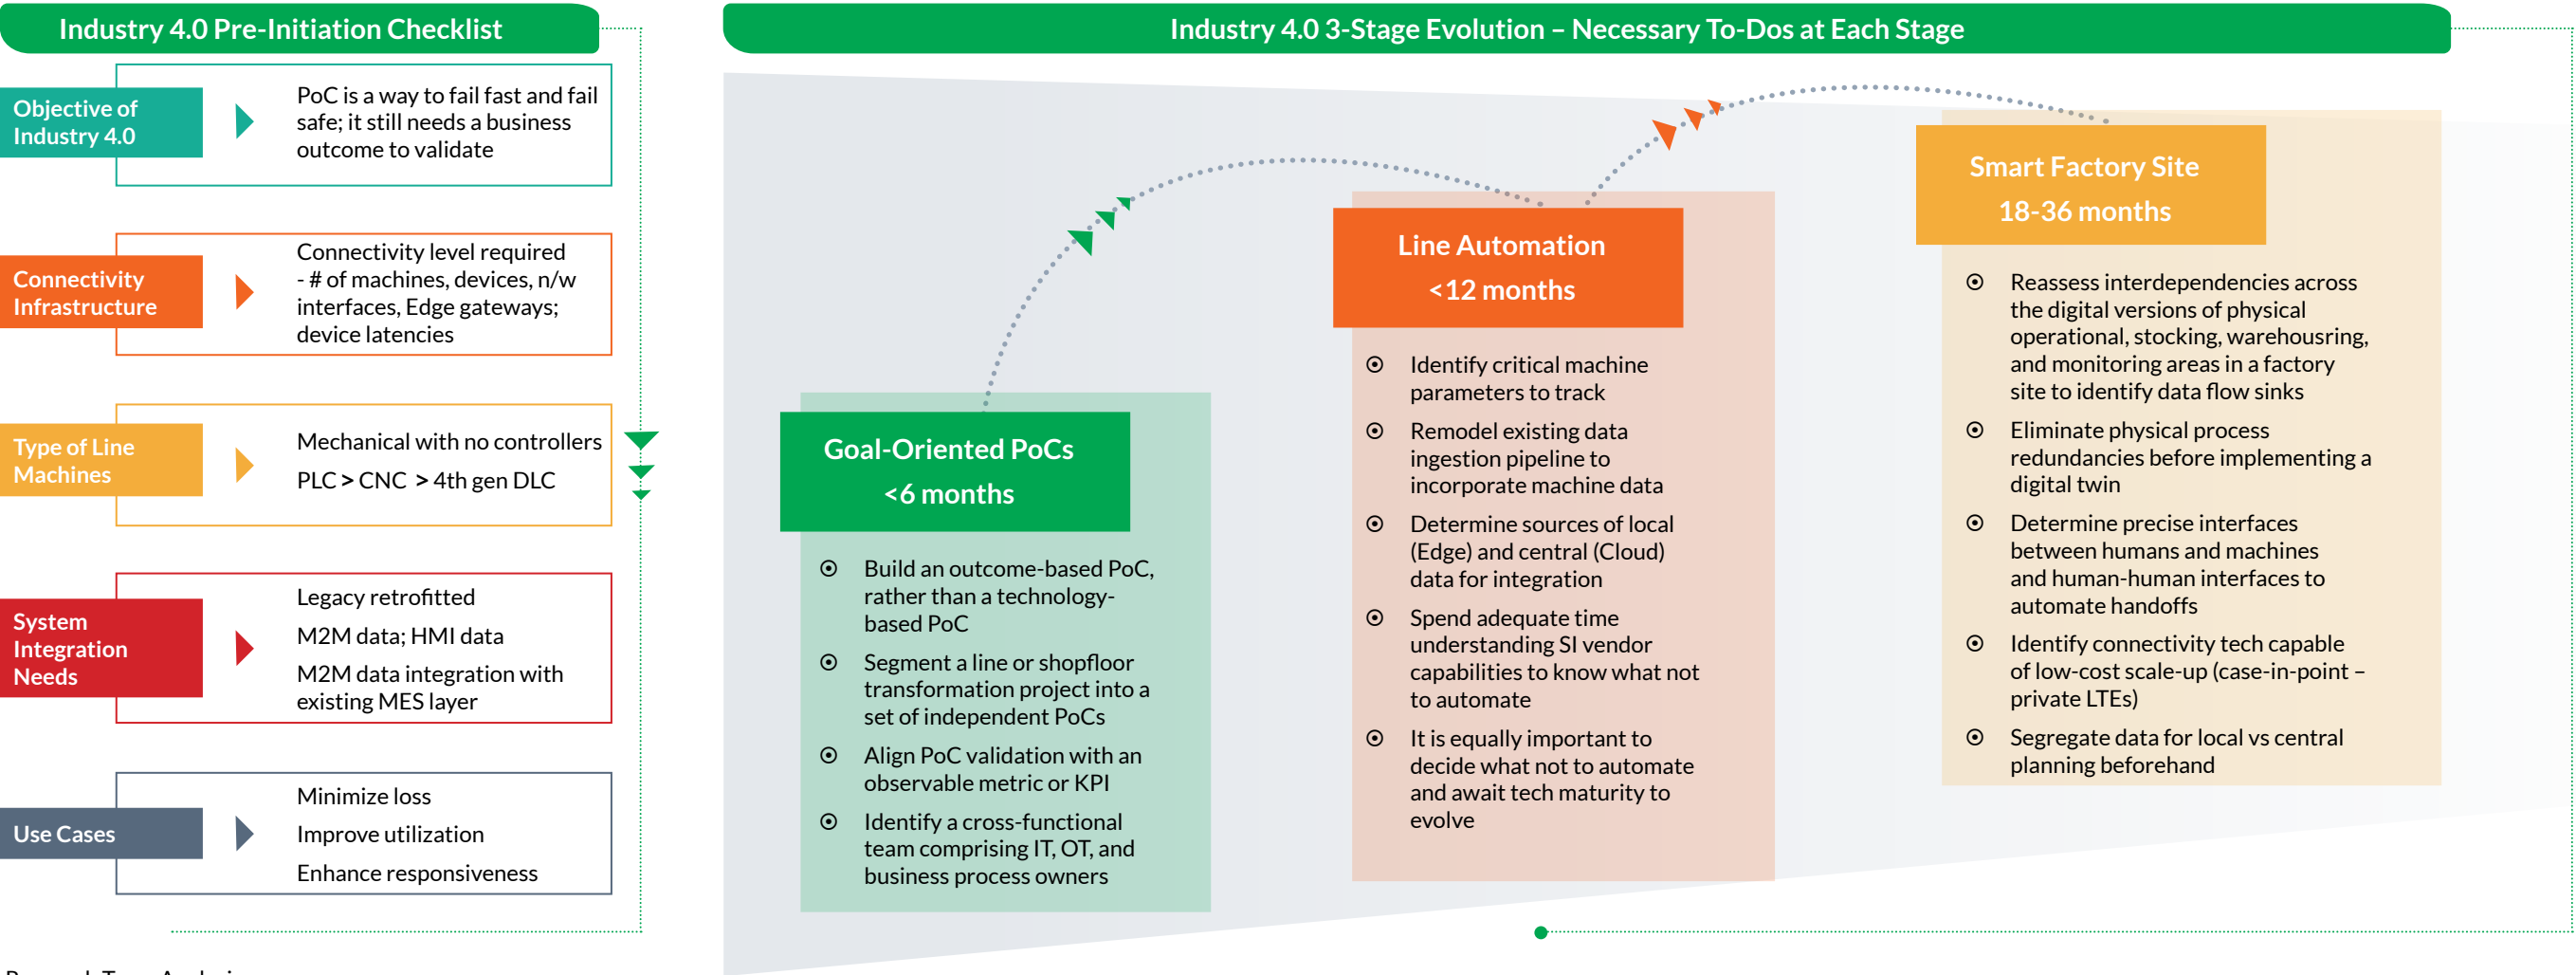 Industry 4.0 Pre-Initiation Checklist
Objective of
Industry 4.0
PoC is a way to fail fast and fail
safe; it still needs a business
outcome to validate
Connectivity
Infrastructure
Connectivity level required
- # of machines, devices, n/w
interfaces, Edge gateways;
device latencies
Type of Line
Machines
Mechanical with no controllers
PLC > CNC > 4th gen DLC
System
Integration
Needs
Legacy retrofitted
M2M data; HMI data
M2M data integration with
existing MES layer
Use Cases
Minimize loss
Improve utilization
Enhance responsiveness
Industry 4.0 3-Stage Evolution – Necessary To-Dos at Each Stage
Goal-Oriented PoCs
<6 months
Build an outcome-based PoC,
rather than a technology-
based PoC
Segment a line or shopfloor
transformation project into a
set of independent PoCs
Align PoC validation with an
observable metric or KPI
Identify a cross-functional
team comprising IT, OT, and
business process owners
Line Automation
<12 months
Identify critical machine
parameters to track
Remodel existing data
ingestion pipeline to
incorporate machine data
Determine sources of local
(Edge) and central (Cloud)
data for integration
Spend adequate time
understanding SI vendor
capabilities to know what not
to automate
It is equally important to
decide what not to automate
and await tech maturity to
evolve
Smart Factory Site
18-36 months
Reassess interdependencies across
the digital versions of physical
operational, stocking, warehousring,
and monitoring areas in a factory
site to identify data flow sinks
Eliminate physical process
redundancies before implementing a
digital twin
Determine precise interfaces
between humans and machines
and human-human interfaces to
automate handoffs
Identify connectivity tech capable
of low-cost scale-up (case-in-point –
private LTEs)
Segregate data for local vs central
planning beforehand